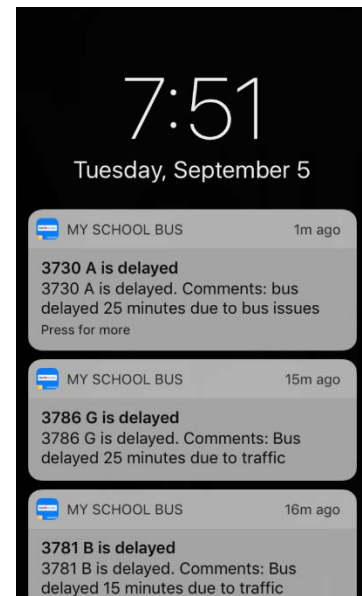 7:51
Tuesday, September 5
MY SCHOOL BUS 1m ago
3730 A is delayed
3730 A is delayed. Comments: bus
delayed 25 minutes due to bus issues
Press for more
MY SCHOOL BUS 15m ago
3786 G is delayed
3786 G is delayed. Comments: Bus
delayed 25 minutes due to traffic
MY SCHOOL BUS 16m ago
3781 B is delayed
3781 B is delayed. Comments: Bus
delayed 15 minutes due to traffic